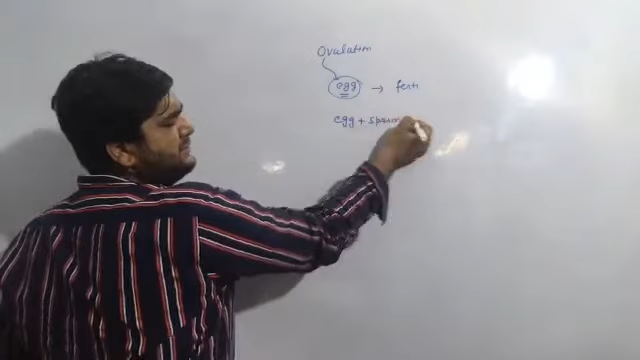 Ovulation
egg → ferti
egg + sperm